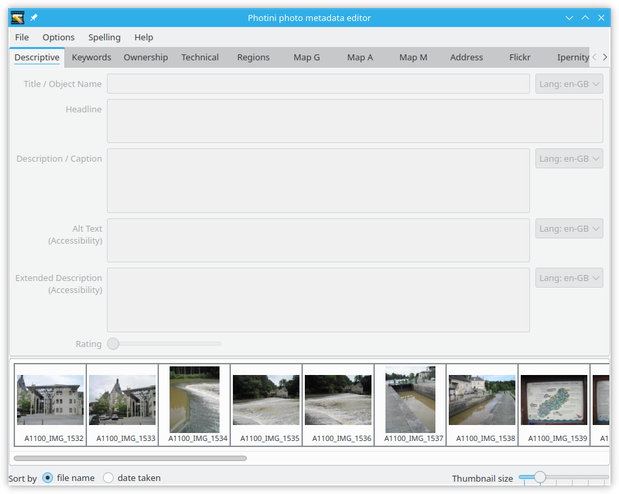 Photini photo metadata editor
File Options Spelling Help
Descriptive Keywords Ownership Technical Regions Map G Map A Map M Address Flickr Ipernity
Title / Object Name Lang: en-GB
Headline
Description / Caption Lang: en-GB
Alt Text Lang: en-GB
(Accessibility)
Extended Description Lang: en-GB
(Accessibility)
Rating
A1100_IMG_1532 A1100_IMG_1533 A1100_IMG_1534 A1100_IMG_1535 A1100_IMG_1536 A1100_IMG_1537 A1100_IMG_1538 A1100_IMG_1539 A1
Sort by file name date taken Thumbnail size